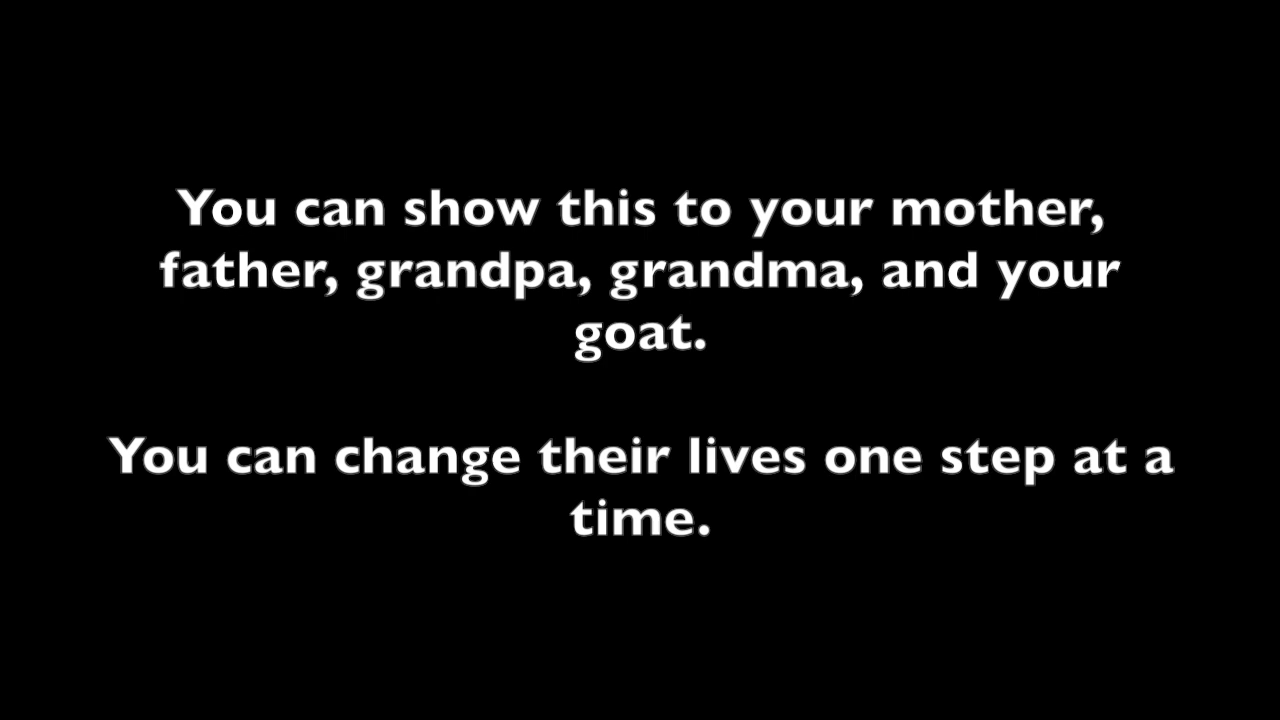 You can show this to your mother,
father, grandpa, grandma, and your
goat.
You can change their lives one step at a
time.